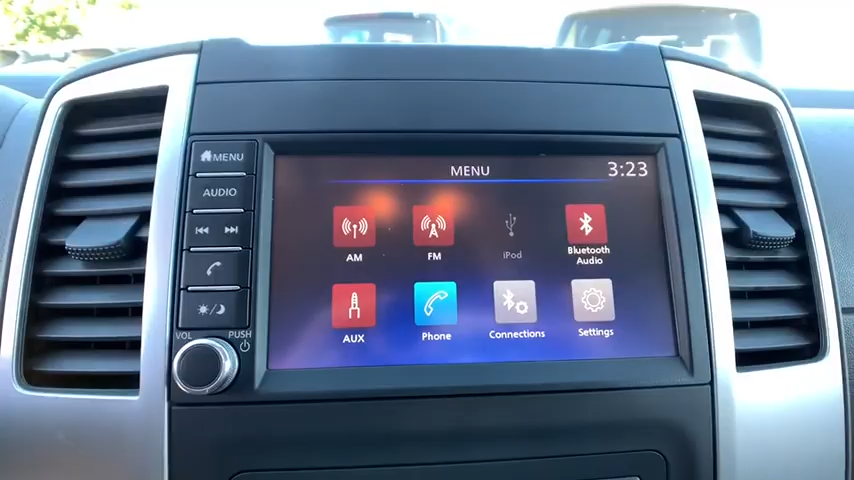 MENU
AUDIO
VOL
PUSH
MENU
3:23
AM
FM
iPod
Bluetooth
Audio
AUX
Phone
Connections
Settings